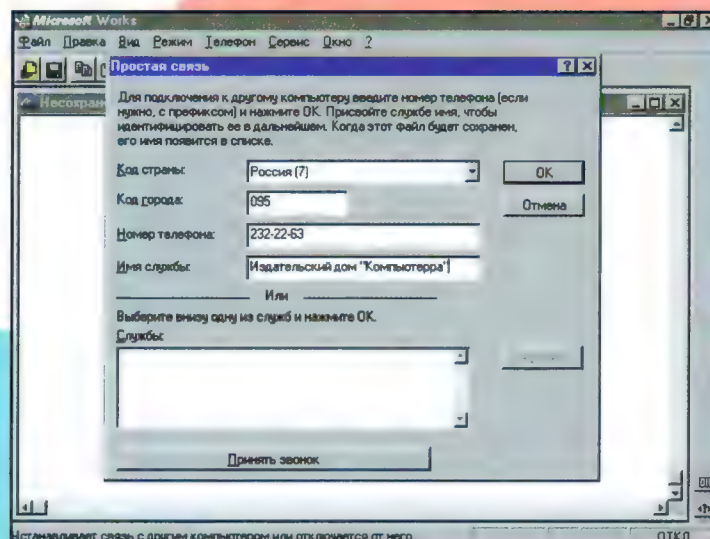 Microsoft Works
Файл Правка Вид Режим Телефон Сервис Окно ?
Простая связь
Для подключения к другому компьютеру введите номер телефона (если
нужно, с префиксом) и нажмите OK. Присвойте службе имя, чтобы
идентифицировать ее в дальнейшем. Когда этот файл будет сохранен,
его имя появится в списке.
Код страны: Россия (7)
OK
Код города: 095
Отмена
Номер телефона: 232-22-63
Имя службы: Издательский дом "Компьютерра"
Или
Выберите внизу одну из служб и нажмите OK.
Службы:
Принять звонок
Устанавливает связь с другим компьютером или отключается от него
ОТКЛ